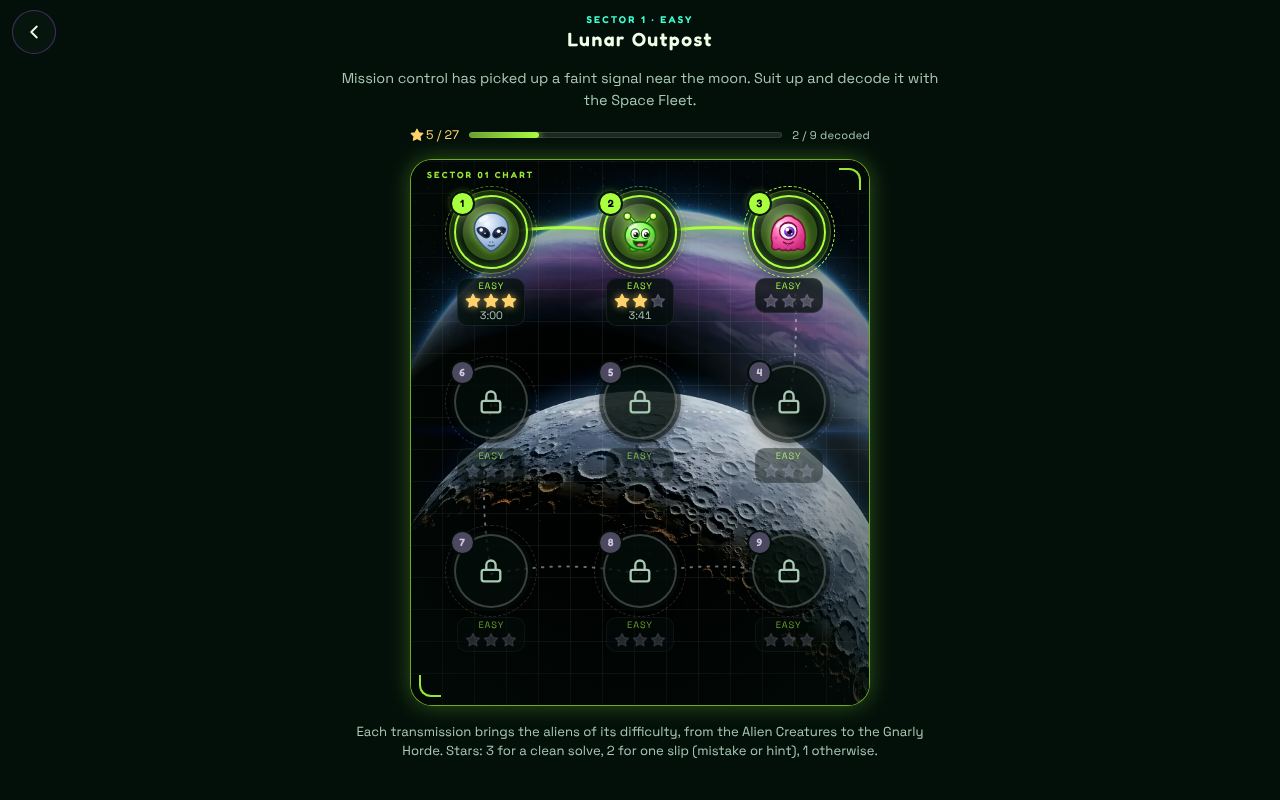 SECTOR 1 · EASY
Lunar Outpost
Mission control has picked up a faint signal near the moon. Suit up and decode it with
the Space Fleet.
5 / 27
2 / 9 decoded
SECTOR 01 CHART
1
2
3
EASY
EASY
EASY
3:00
3:41
6
5
4
EASY
EASY
EASY
7
8
9
EASY
EASY
EASY
Each transmission brings the aliens of its difficulty, from the Alien Creatures to the Gnarly
Horde. Stars: 3 for a clean solve, 2 for one slip (mistake or hint), 1 otherwise.